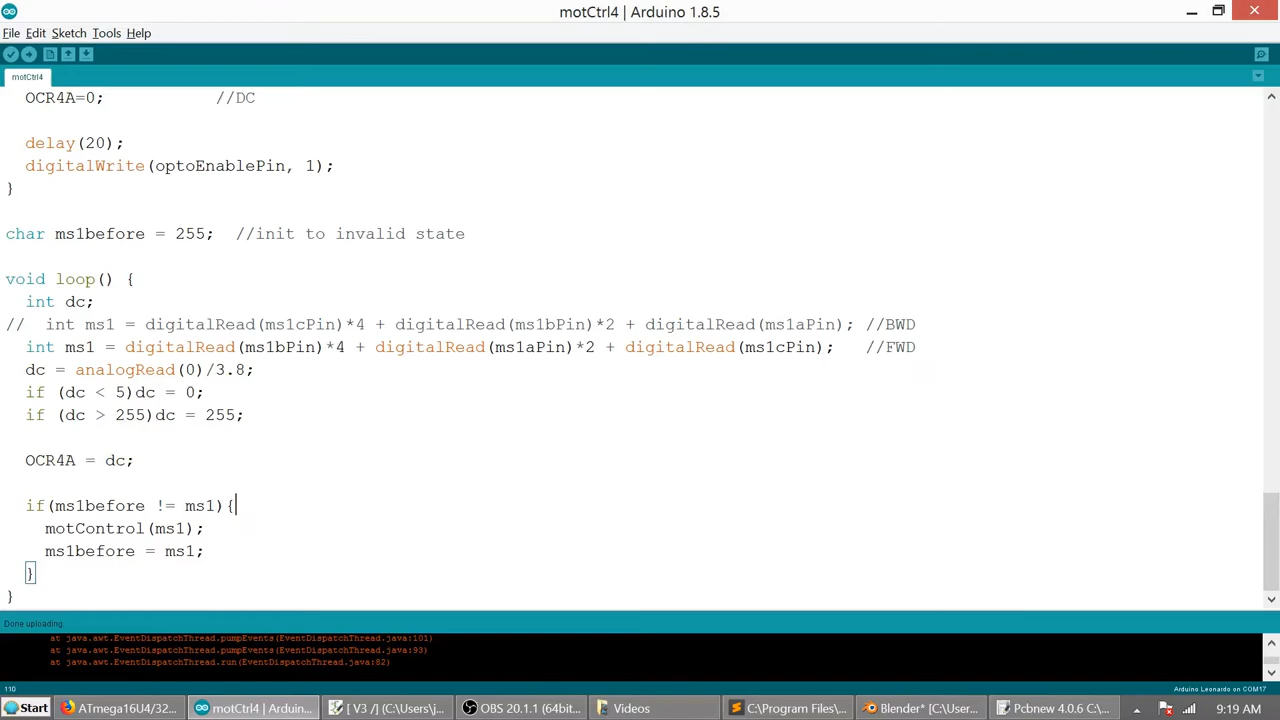 motCtrl4 | Arduino 1.8.5
File Edit Sketch Tools Help
motCtrl4
OCR4A=0; //DC
delay(20);
digitalWrite(optoEnablePin, 1);
}
char ms1before = 255; //init to invalid state
void loop() {
int dc;
// int ms1 = digitalRead(ms1cPin)*4 + digitalRead(ms1bPin)*2 + digitalRead(ms1aPin); //BWD
int ms1 = digitalRead(ms1bPin)*4 + digitalRead(ms1aPin)*2 + digitalRead(ms1cPin); //FWD
dc = analogRead(0)/3.8;
if (dc < 5)dc = 0;
if (dc > 255)dc = 255;
OCR4A = dc;
if(ms1before != ms1){
motControl(ms1);
ms1before = ms1;
}
}
Done uploading.
at java.awt.EventDispatchThread.pumpEvents(EventDispatchThread.java:101)
at java.awt.EventDispatchThread.pumpEvents(EventDispatchThread.java:93)
at java.awt.EventDispatchThread.run(EventDispatchThread.java:82)
110 Arduino Leonardo on COM17
Start ATmega16U4/32... motCtrl4 | Arduin... [ V3 /] (C:\Users\j... OBS 20.1.1 (64bit... Videos C:\Program Files\... Blender* [C:\User... Pcbnew 4.0.6 C:\... 9:19 AM